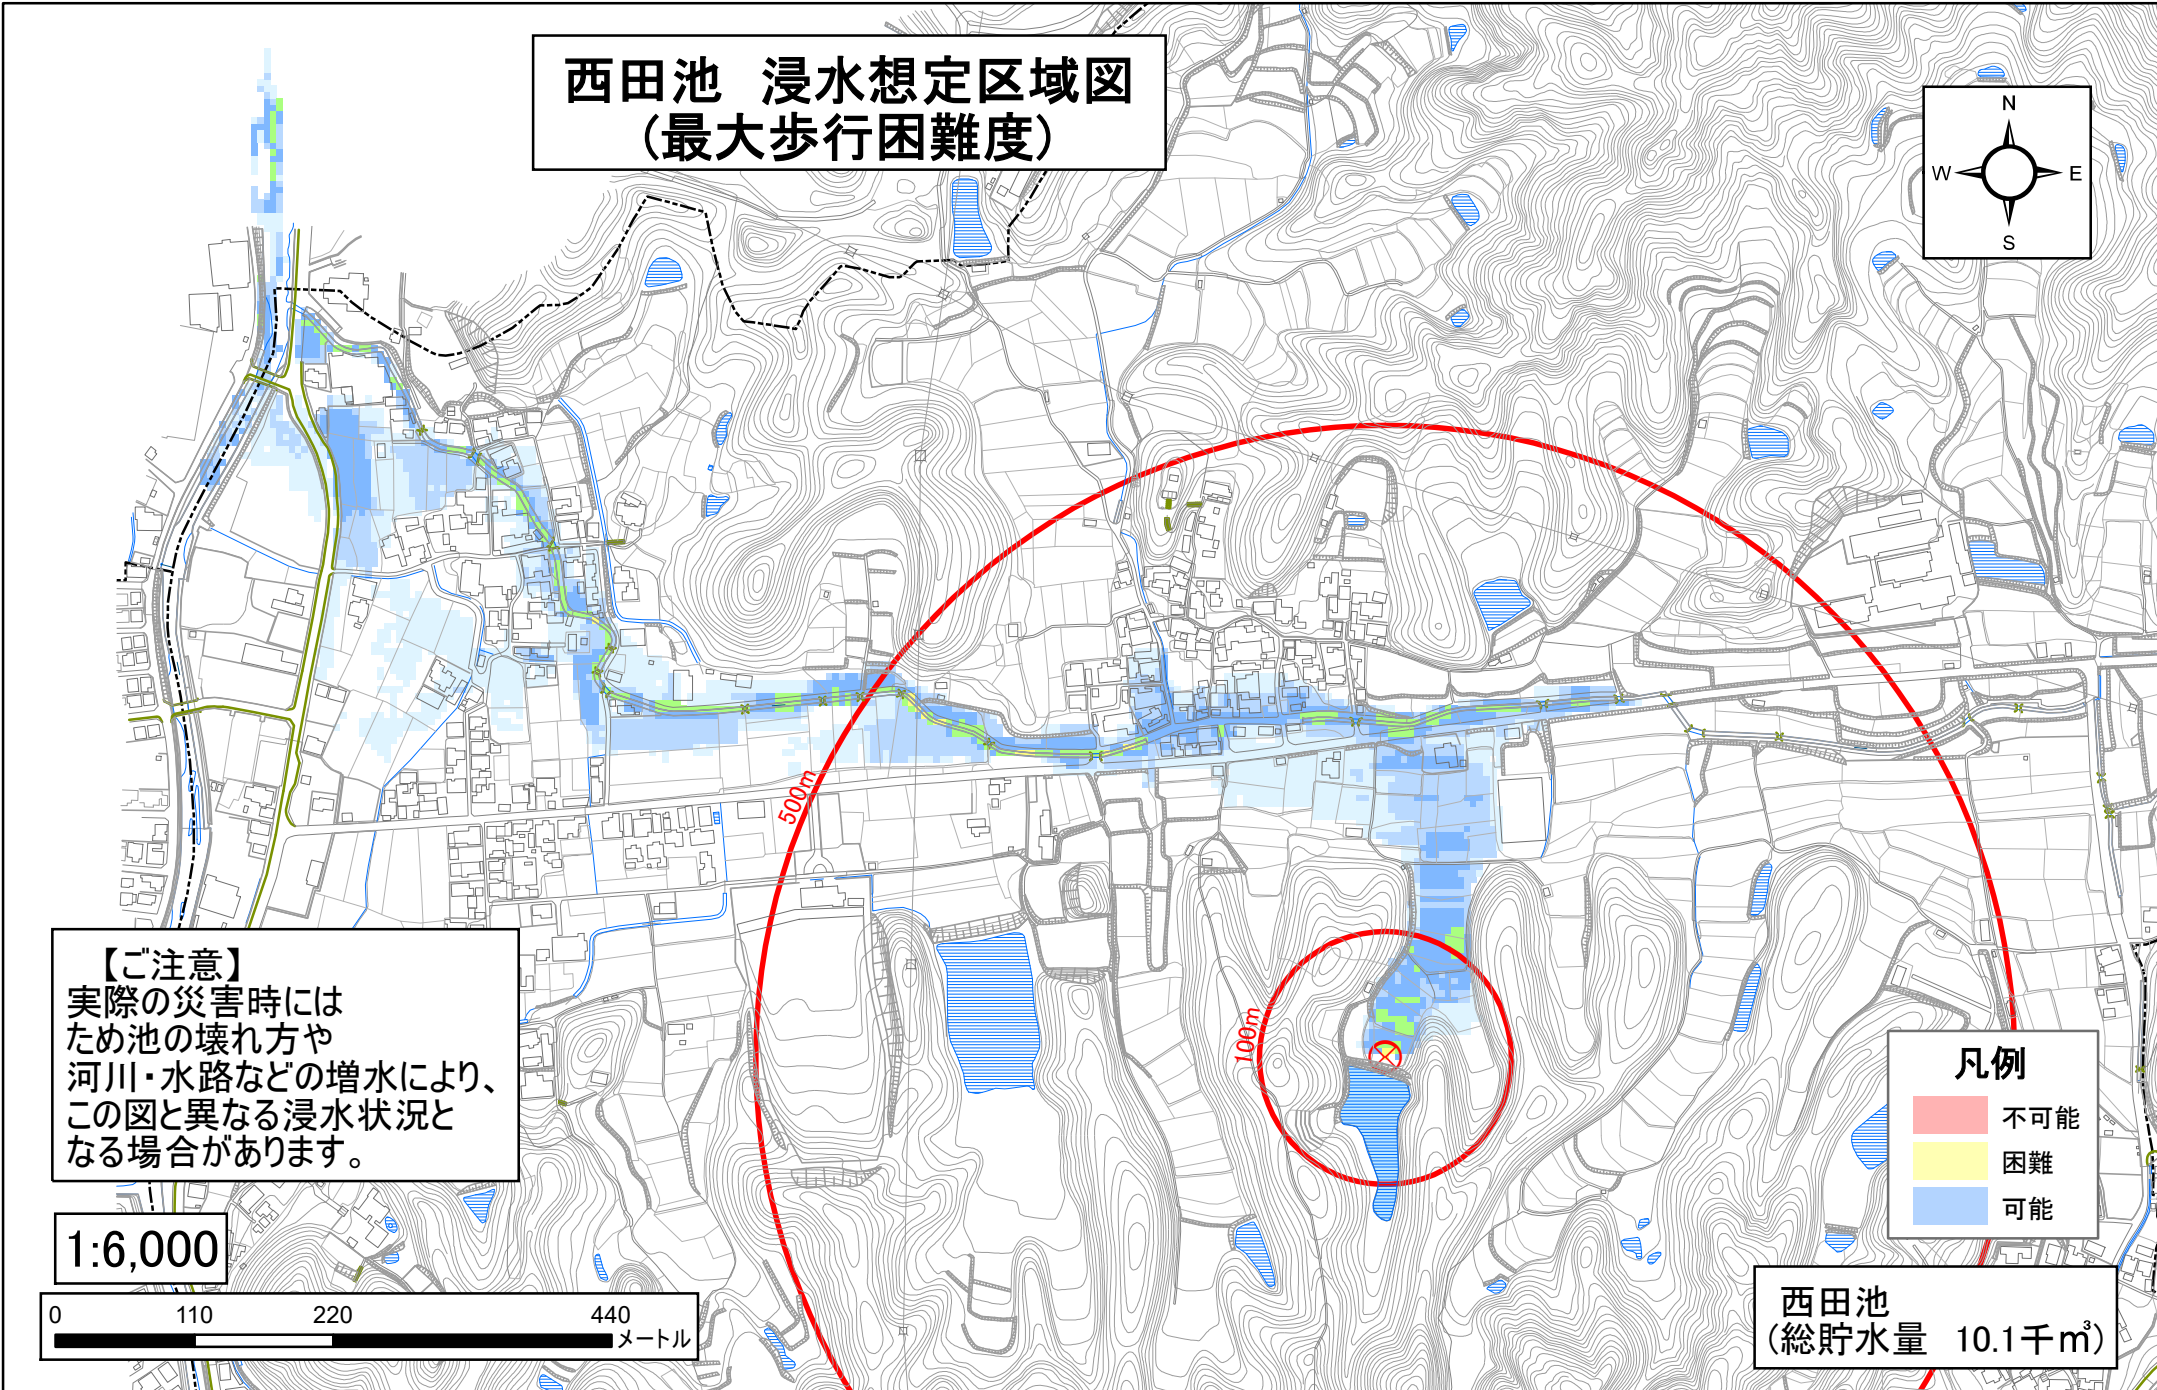 西田池 浸水想定区域図
(最大歩行困難度)
N
W
E
S
500m
100m
【ご注意】
実際の災害時には
ため池の壊れ方や
河川・水路などの増水により、
この図と異なる浸水状況と
なる場合があります。
凡例
不可能
困難
可能
1:6,000
0 110 220 440
メートル
西田池
(総貯水量 10.1千㎥)